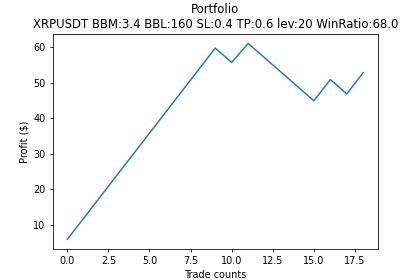 Portfolio
XRPUSDT BBM:3.4 BBL:160 SL:0.4 TP:0.6 lev:20 WinRatio:68.0
60
50
40
30
20
10
Profit ($)
0.0 2.5 5.0 7.5 10.0 12.5 15.0 17.5
Trade counts